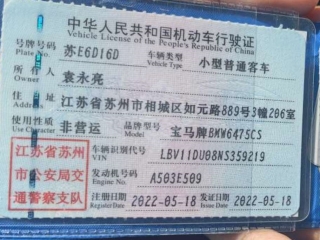 中华人民共和国机动车行驶证
Vehicle License of the People's Republic of China
号牌号码 苏E6D16D 车辆类型 小型普通客车
Plate No. Vehicle Type
所有人 袁永亮
Owner
住址 江苏省苏州市相城区如元路889号3幢206室
Address
使用性质 非营运 品牌型号 宝马牌BMW6475CS
Use Character Model
江苏省苏州市公安局交通警察支队
车辆识别代号 LBV11DU08NS359219
VIN
发动机号码 A503E509
Engine No.
注册日期 2022-05-18 发证日期 2022-05-18
Register Date Issue Date